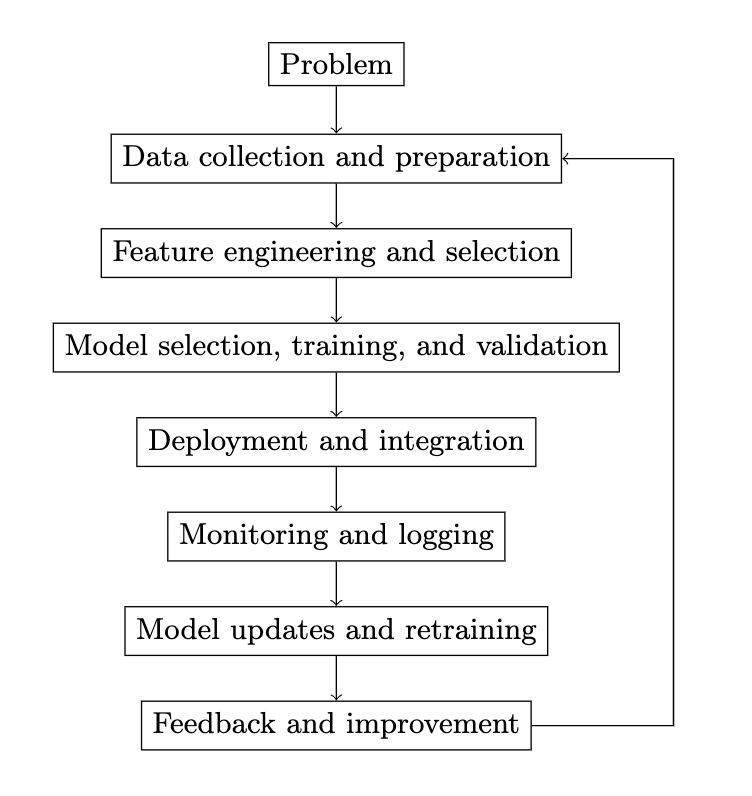 Problem
Data collection and preparation
Feature engineering and selection
Model selection, training, and validation
Deployment and integration
Monitoring and logging
Model updates and retraining
Feedback and improvement